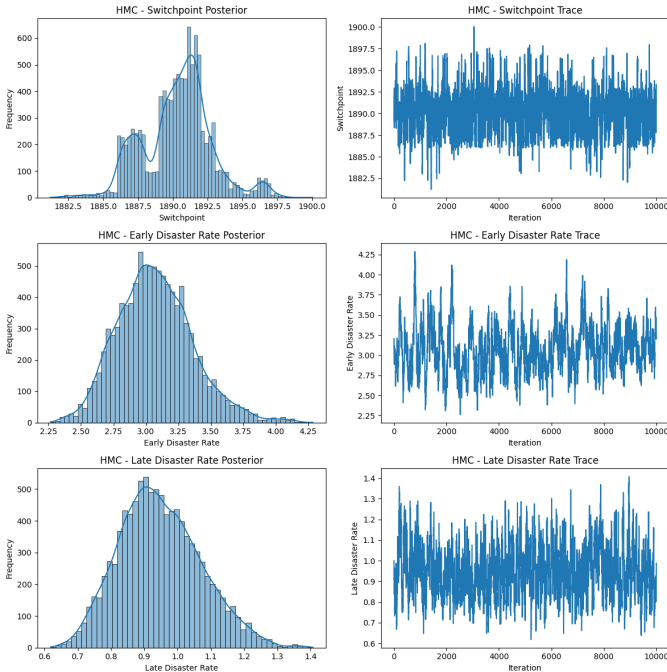 HMC - Switchpoint Posterior
Frequency
600
500
400
300
200
100
0
1882.5 1885.0 1887.5 1890.0 1892.5 1895.0 1897.5 1900.0
Switchpoint
HMC - Switchpoint Trace
Switchpoint
1900.0
1897.5
1895.0
1892.5
1890.0
1887.5
1885.0
1882.5
0 2000 4000 6000 8000 10000
Iteration
HMC - Early Disaster Rate Posterior
Frequency
500
400
300
200
100
0
2.25 2.50 2.75 3.00 3.25 3.50 3.75 4.00 4.25
Early Disaster Rate
HMC - Early Disaster Rate Trace
Early Disaster Rate
4.25
4.00
3.75
3.50
3.25
3.00
2.75
2.50
2.25
0 2000 4000 6000 8000 10000
Iteration
HMC - Late Disaster Rate Posterior
Frequency
500
400
300
200
100
0
0.6 0.7 0.8 0.9 1.0 1.1 1.2 1.3 1.4
Late Disaster Rate
HMC - Late Disaster Rate Trace
Late Disaster Rate
1.4
1.3
1.2
1.1
1.0
0.9
0.8
0.7
0.6
0 2000 4000 6000 8000 10000
Iteration